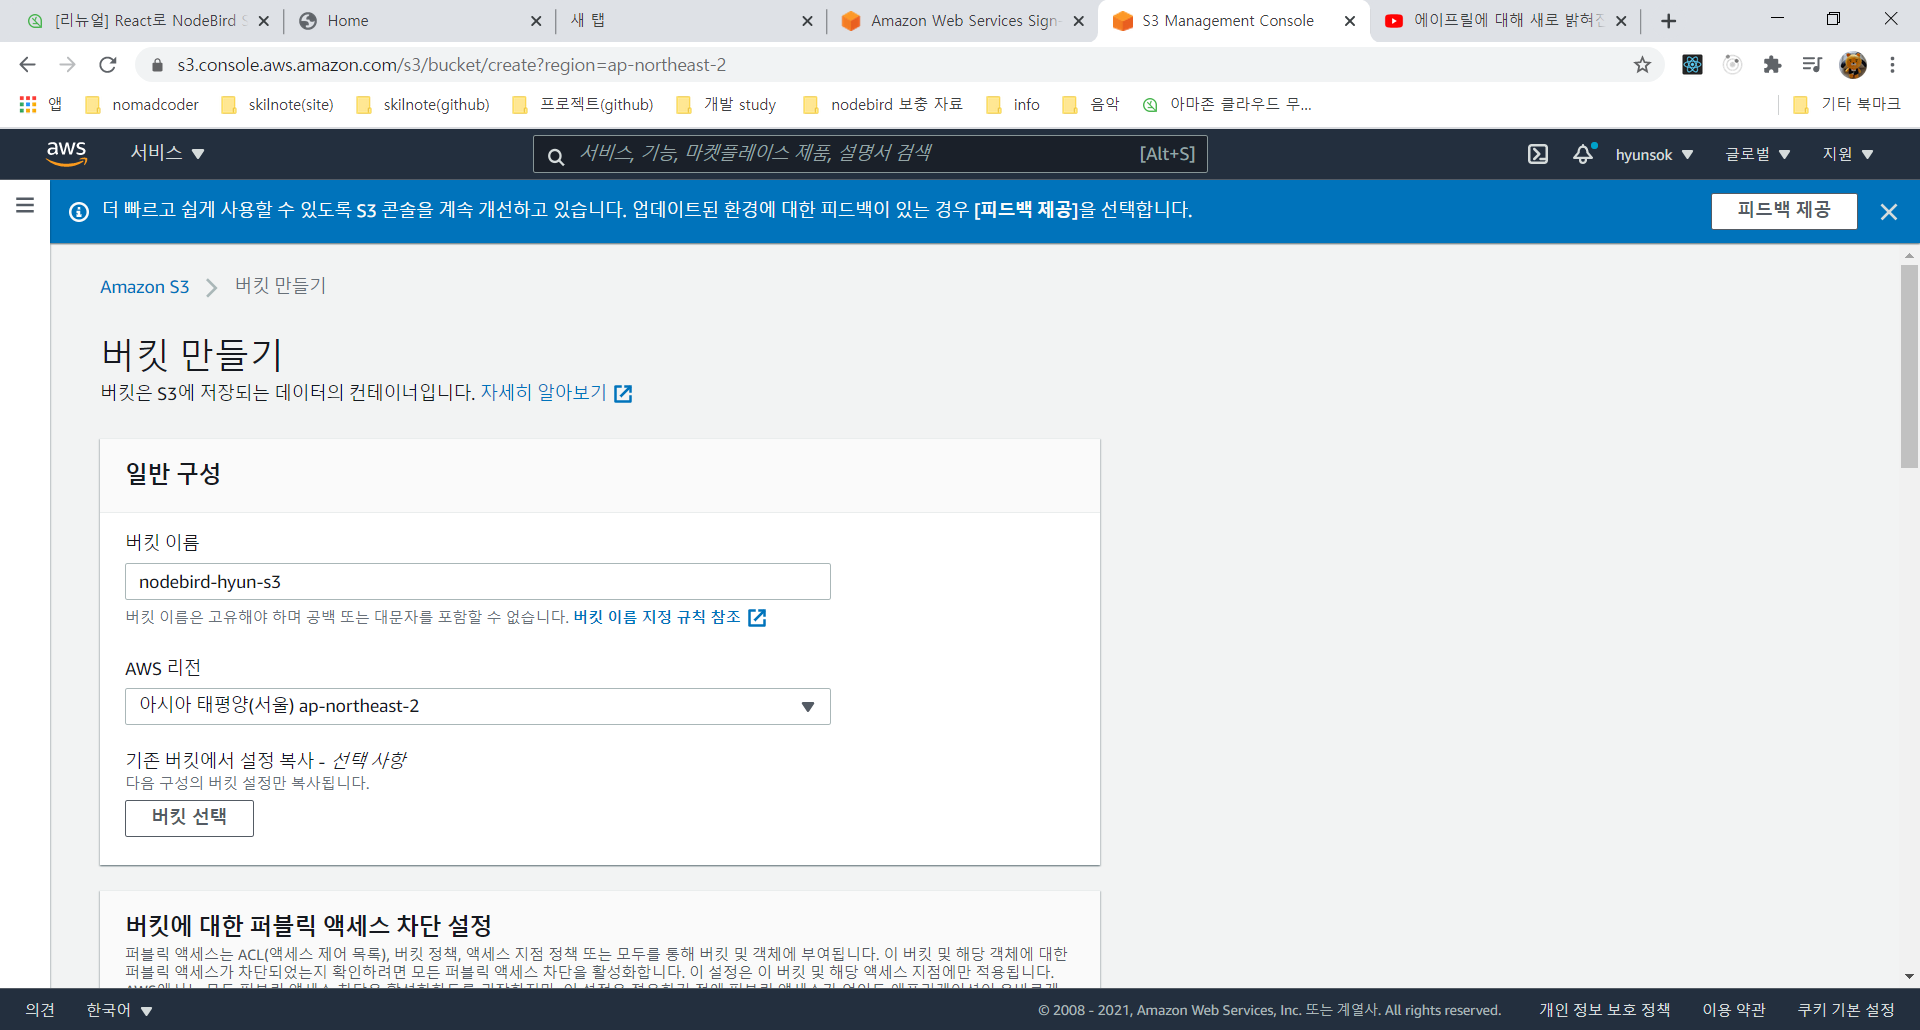 [리뉴얼] React로 NodeBird S
Home
새 탭
Amazon Web Services Sign-
S3 Management Console
에이프릴에 대해 새로 밝혀진
s3.console.aws.amazon.com/s3/bucket/create?region=ap-northeast-2
앱
nomadcoder
skilnote(site)
skilnote(github)
프로젝트(github)
개발 study
nodebird 보충 자료
info
음악
아마존 클라우드 무...
기타 북마크
aws
서비스
서비스, 기능, 마켓플레이스 제품, 설명서 검색
[Alt+S]
hyunsok
글로벌
지원
더 빠르고 쉽게 사용할 수 있도록 S3 콘솔을 계속 개선하고 있습니다. 업데이트된 환경에 대한 피드백이 있는 경우 [피드백 제공]을 선택합니다.
피드백 제공
Amazon S3
버킷 만들기
버킷 만들기
버킷은 S3에 저장되는 데이터의 컨테이너입니다. 자세히 알아보기
일반 구성
버킷 이름
nodebird-hyun-s3
버킷 이름은 고유해야 하며 공백 또는 대문자를 포함할 수 없습니다. 버킷 이름 지정 규칙 참조
AWS 리전
아시아 태평양(서울) ap-northeast-2
기존 버킷에서 설정 복사 - 선택 사항
다음 구성의 버킷 설정만 복사됩니다.
버킷 선택
버킷에 대한 퍼블릭 액세스 차단 설정
퍼블릭 액세스는 ACL(액세스 제어 목록), 버킷 정책, 액세스 지점 정책 또는 모두를 통해 버킷 및 객체에 부여됩니다. 이 버킷 및 해당 객체에 대한
퍼블릭 액세스가 차단되었는지 확인하려면 모든 퍼블릭 액세스 차단을 활성화합니다. 이 설정은 이 버킷 및 해당 액세스 지점에만 적용됩니다.
의견
한국어
© 2008 - 2021, Amazon Web Services, Inc. 또는 계열사. All rights reserved.
개인 정보 보호 정책
이용 약관
쿠키 기본 설정